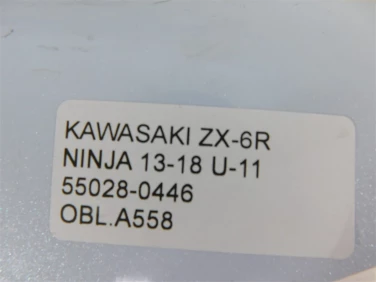 KAWASAKI ZX-6R
NINJA 13-18 U-11
55028-0446
OBL.A558